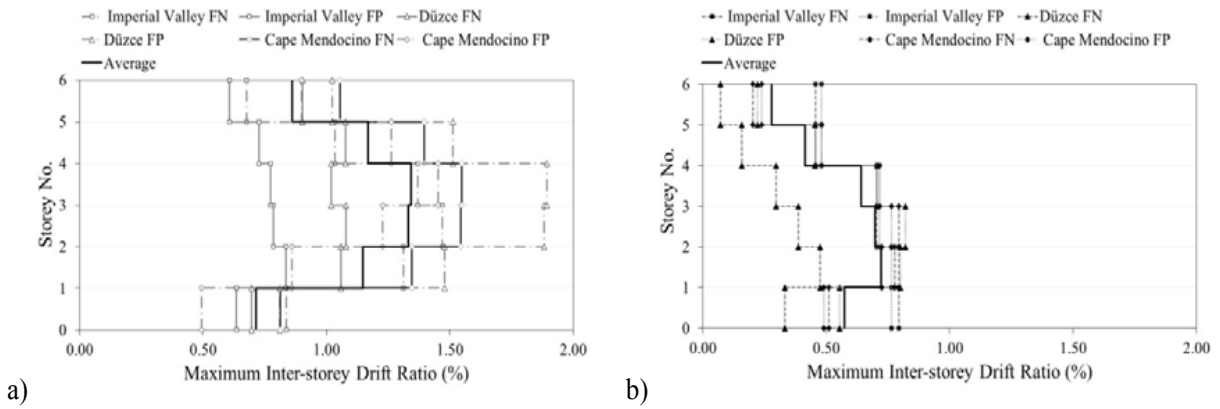 Imperial Valley FN Imperial Valley FP Düzce FN
Düzce FP Cape Mendocino FN Cape Mendocino FP
Average
6
5
4
3
2
1
0
Storey No.
0.00 0.50 1.00 1.50 2.00
Maximum Inter-storey Drift Ratio (%)
a)
Imperial Valley FN Imperial Valley FP Düzce FN
Düzce FP Cape Mendocino FN Cape Mendocino FP
Average
6
5
4
3
2
1
0
Storey No.
0.00 0.50 1.00 1.50 2.00
Maximum Inter-storey Drift Ratio (%)
b)